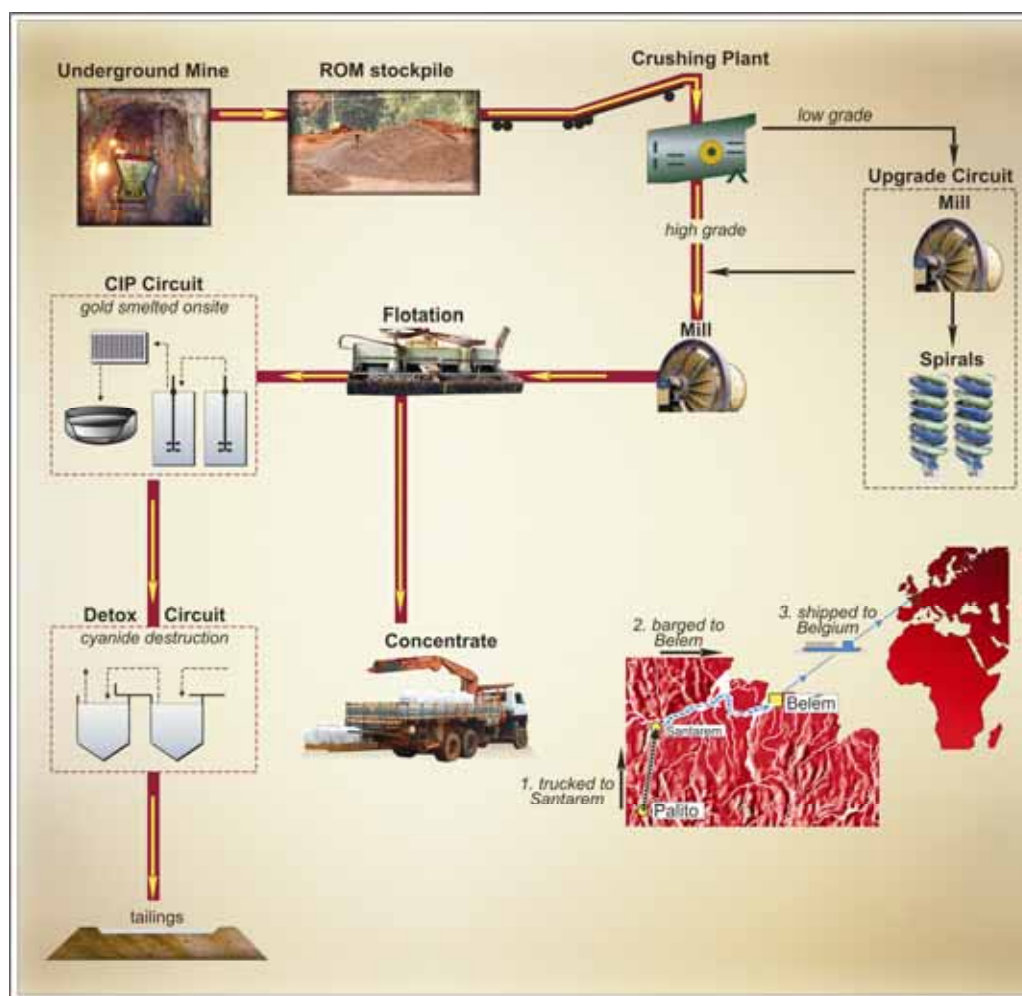 Underground Mine
ROM stockpile
Crushing Plant
low grade
Upgrade Circuit
Mill
high grade
Spirals
CIP Circuit
gold smelted onsite
Flotation
Mill
Detox Circuit
cyanide destruction
Concentrate
2. barged to
Belem
3. shipped to
Belgium
Belém
Santarem
1. trucked to
Santarem
Palito
tailings